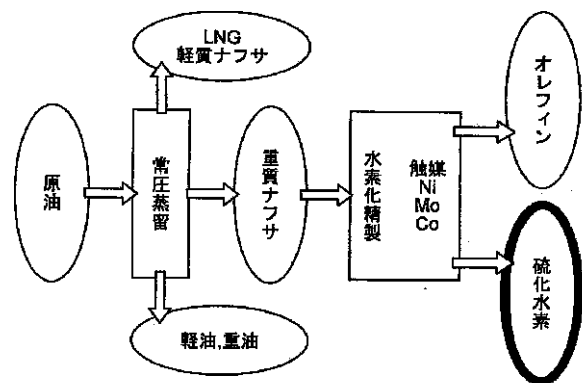 LNG
軽質ナフサ
原油
常圧蒸留
重質ナフサ
軽油,重油
水素化精製
触媒
Ni
Mo
Co
オレフィン
硫化水素